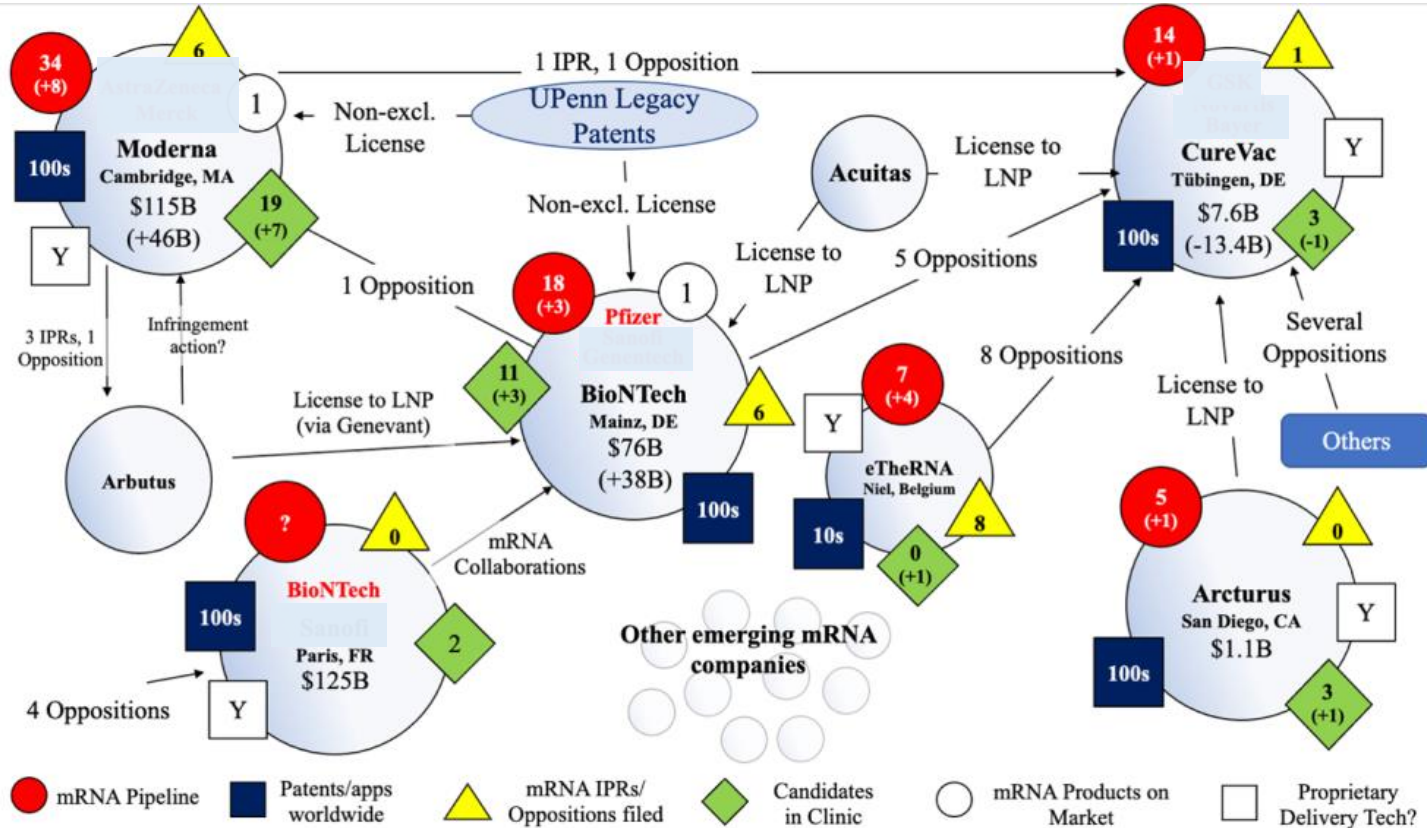 34
(+8)
6
AstraZeneca
Merck
1
Moderna
Cambridge, MA
$115B
(+46B)
100s
Y
19
(+7)
1 IPR, 1 Opposition
UPenn Legacy
Patents
Non-excl.
License
Non-excl. License
14
(+1)
1
GSK
Bayer
Y
CureVac
Tübingen, DE
$7.6B
(-13.4B)
100s
3
(-1)
Acuitas
License to
LNP
License to
LNP
5 Oppositions
1 Opposition
3 IPRs, 1
Opposition
Infringement
action?
18
(+3)
1
Pfizer
Sanofi
Genentech
BioNTech
Mainz, DE
$76B
(+38B)
11
(+3)
6
100s
License to LNP
(via Genevant)
Arbutus
8 Oppositions
7
(+4)
Y
eTheRNA
Niel, Belgium
10s
8
0
(+1)
Several
Oppositions
License to
LNP
Others
?
0
BioNTech
Sanofi
Paris, FR
$125B
100s
2
Y
4 Oppositions
mRNA
Collaborations
Other emerging mRNA
companies
5
(+1)
0
Arcturus
San Diego, CA
$1.1B
Y
100s
3
(+1)
mRNA Pipeline
Patents/apps
worldwide
mRNA IPRs/
Oppositions filed
Candidates
in Clinic
mRNA Products on
Market
Proprietary
Delivery Tech?